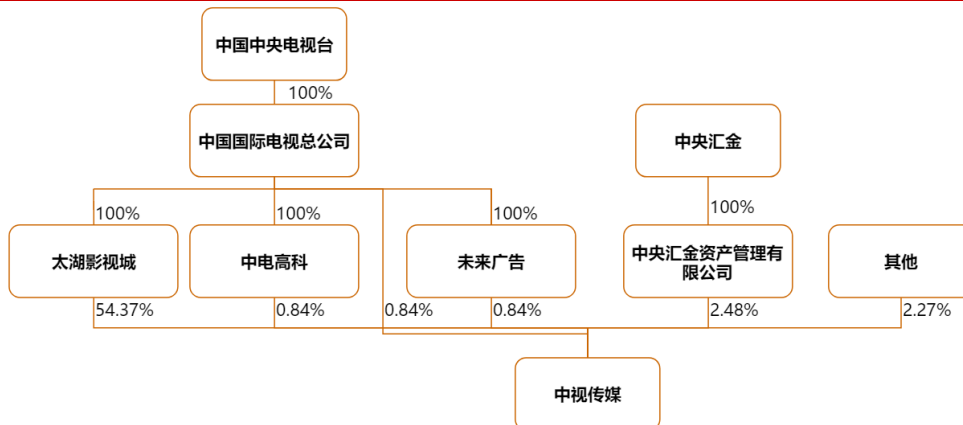 中国中央电视台
100%
中国国际电视总公司
中央汇金
100%
100%
100%
100%
太湖影视城
中电高科
未来广告
中央汇金资产管理有
限公司
其他
54.37%
0.84%
0.84%
0.84%
2.48%
2.27%
中视传媒